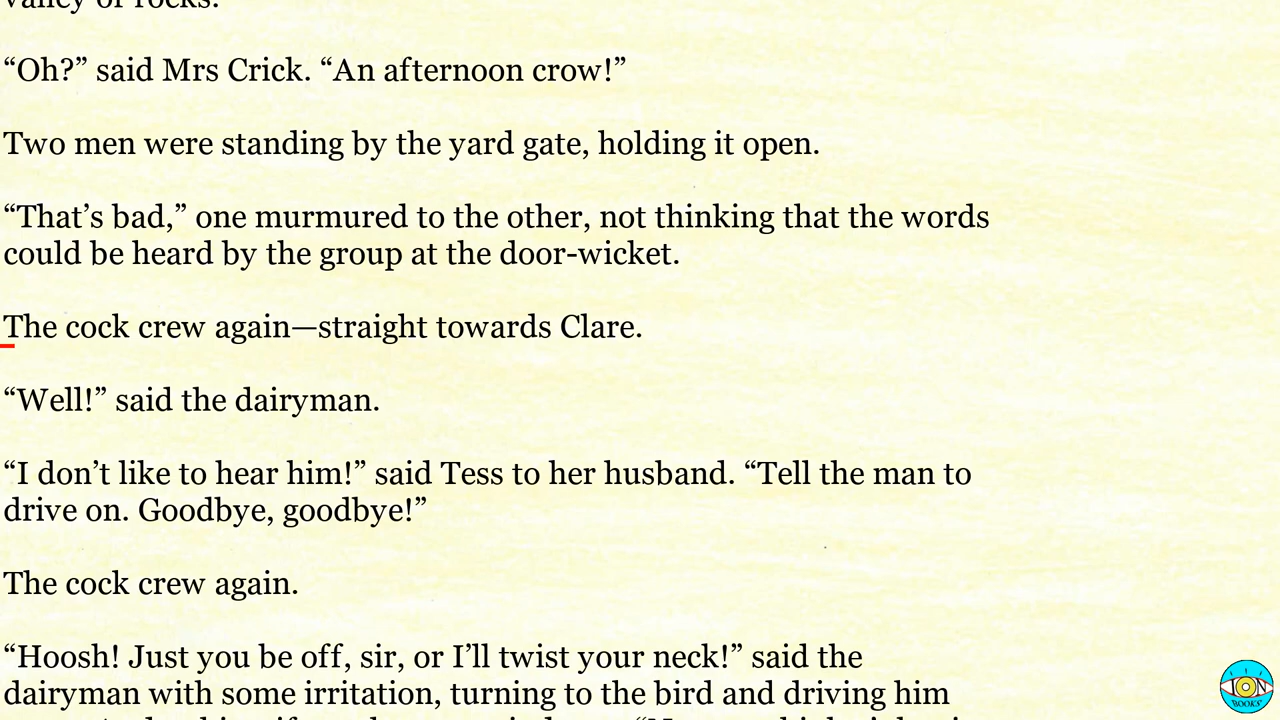 valley of rocks.
“Oh?” said Mrs Crick. “An afternoon crow!”
Two men were standing by the yard gate, holding it open.
“That’s bad,” one murmured to the other, not thinking that the words
could be heard by the group at the door-wicket.
The cock crew again—straight towards Clare.
“Well!” said the dairyman.
“I don’t like to hear him!” said Tess to her husband. “Tell the man to
drive on. Goodbye, goodbye!”
The cock crew again.
“Hoosh! Just you be off, sir, or I’ll twist your neck!” said the
dairyman with some irritation, turning to the bird and driving him
ION
BOOKS